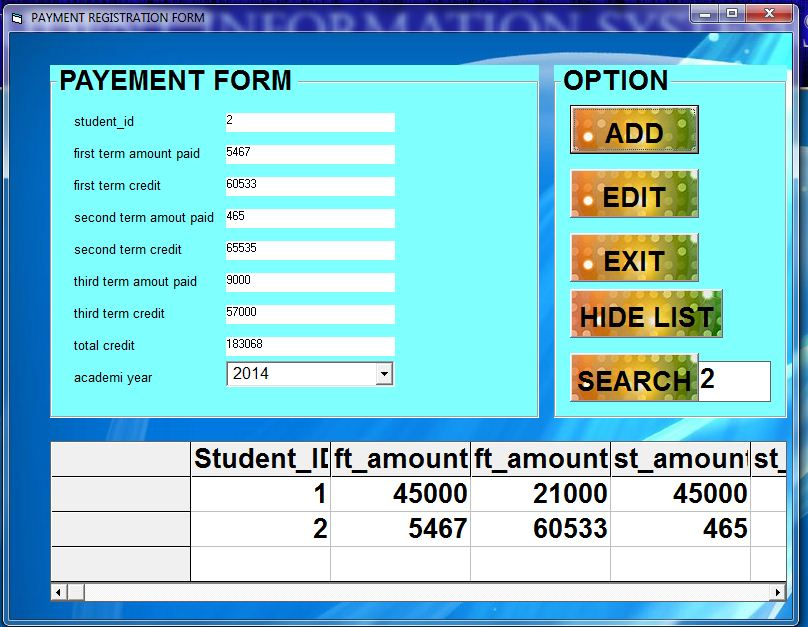 PAYMENT REGISTRATION FORM
INFORMATION SYS
PAYEMENT FORM
student_id 2
first term amount paid 5467
first term credit 60533
second term amout paid 465
second term credit 65535
third term amout paid 9000
third term credit 57000
total credit 183068
academi year 2014
OPTION
ADD
EDIT
EXIT
HIDE LIST
SEARCH 2
Student_ID ft_amount ft_amount st_amount st_
1 45000 21000 45000
2 5467 60533 465